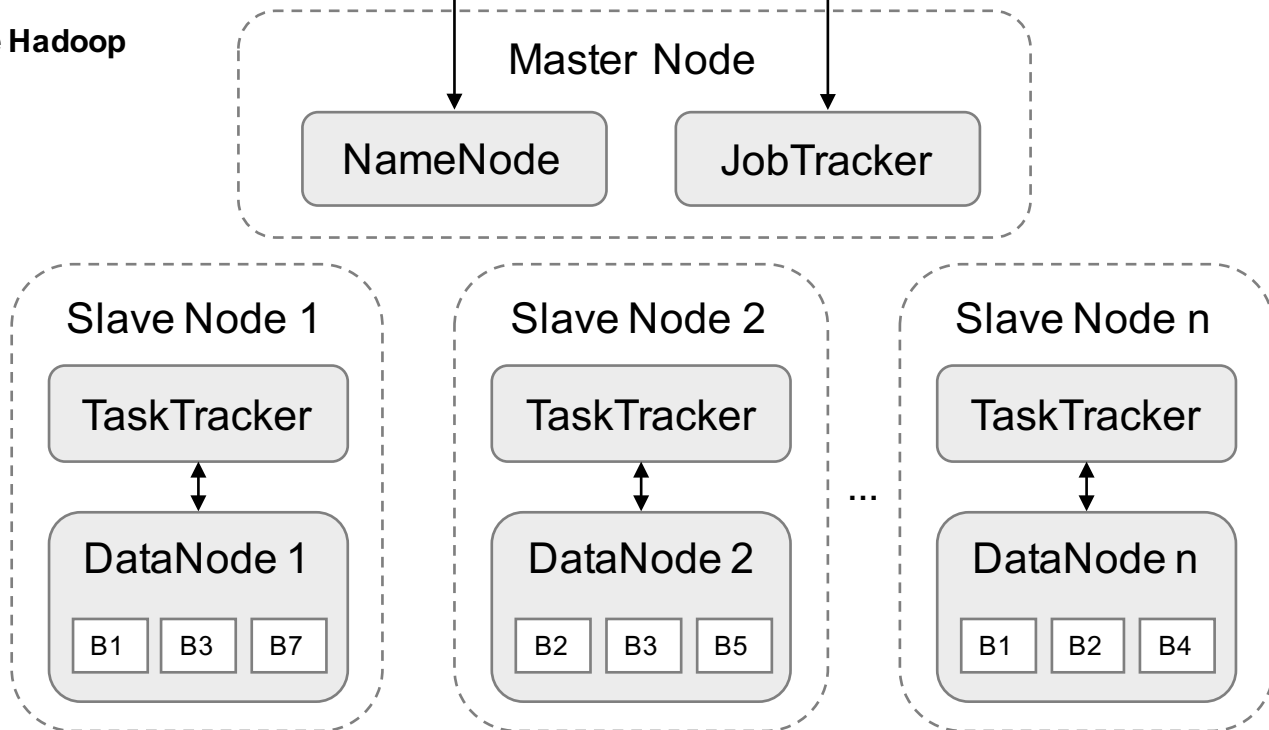 Hadoop
Master Node
NameNode JobTracker
Slave Node 1 Slave Node 2 Slave Node n
TaskTracker TaskTracker TaskTracker
...
DataNode 1 DataNode 2 DataNode n
B1 B3 B7 B2 B3 B5 B1 B2 B4